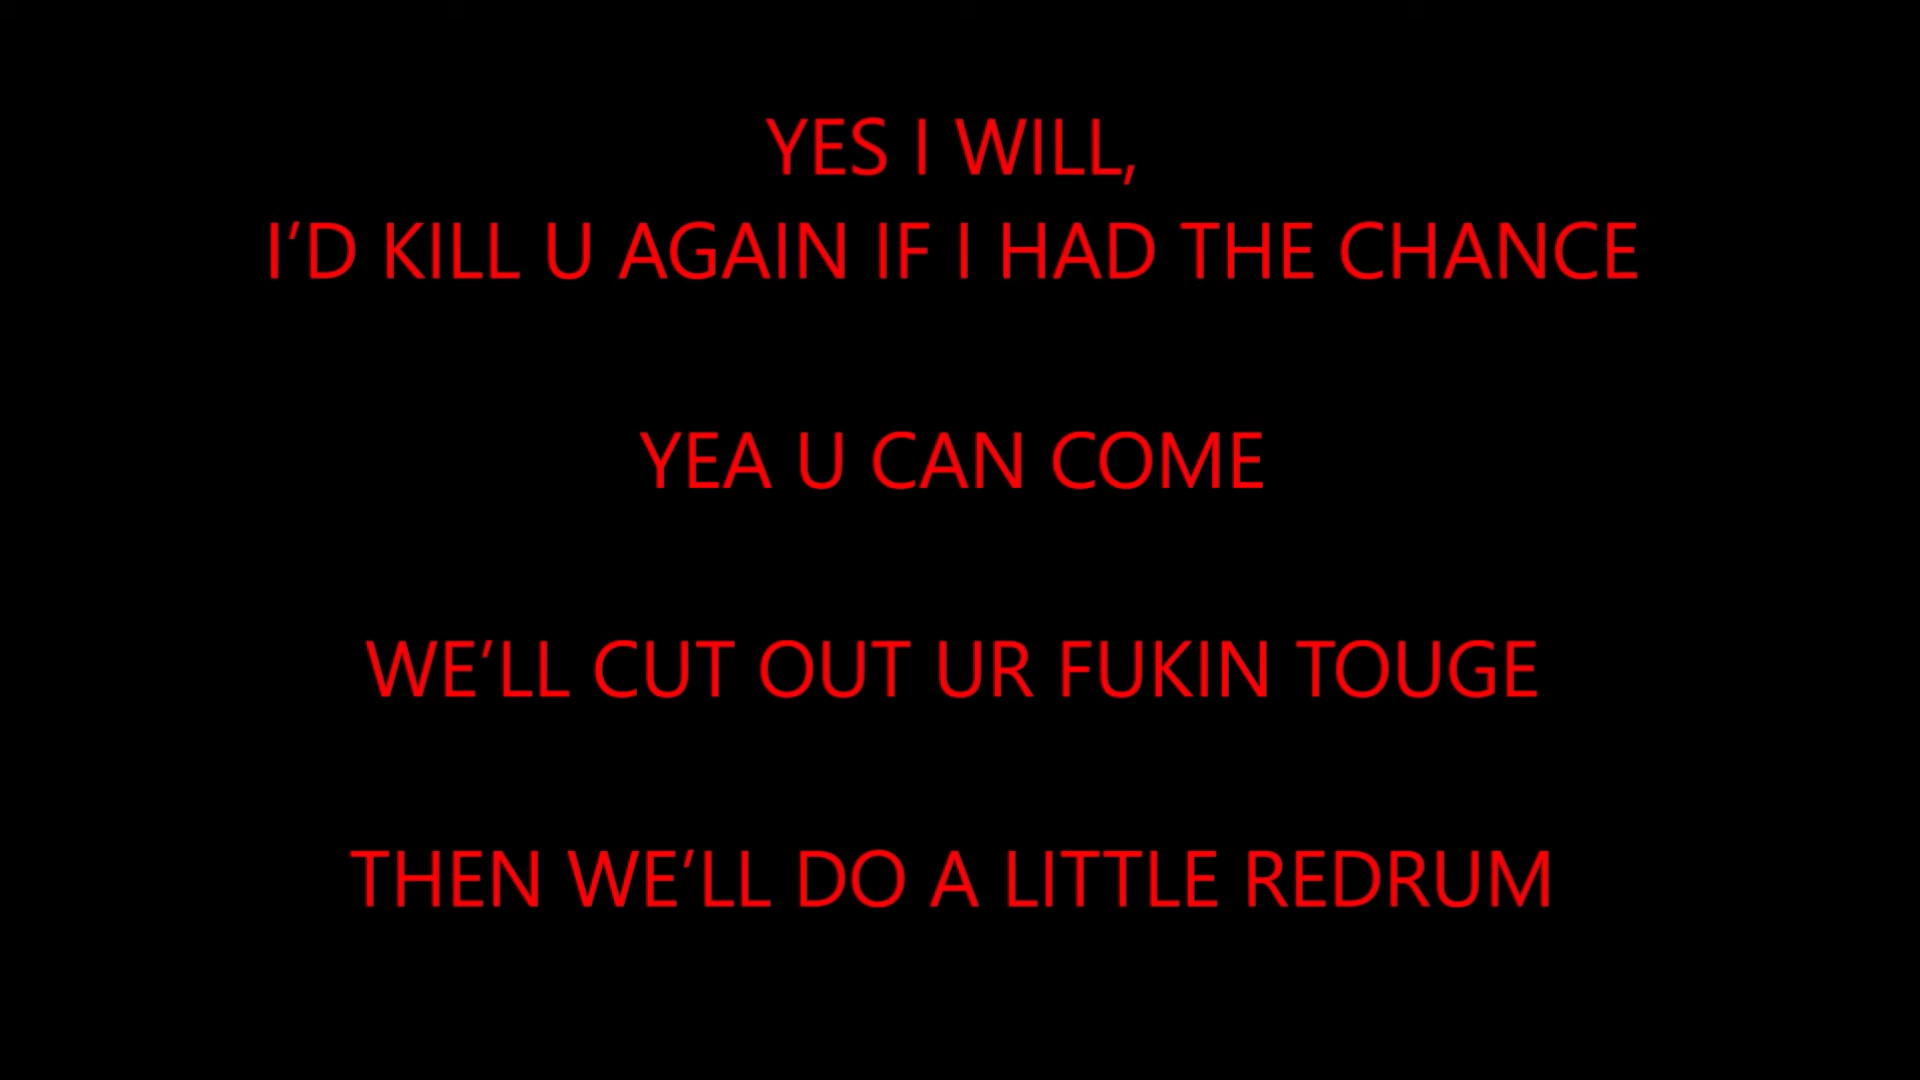 YES I WILL,
I’D KILL U AGAIN IF I HAD THE CHANCE
YEA U CAN COME
WE’LL CUT OUT UR FUKIN TOUGE
THEN WE’LL DO A LITTLE REDRUM